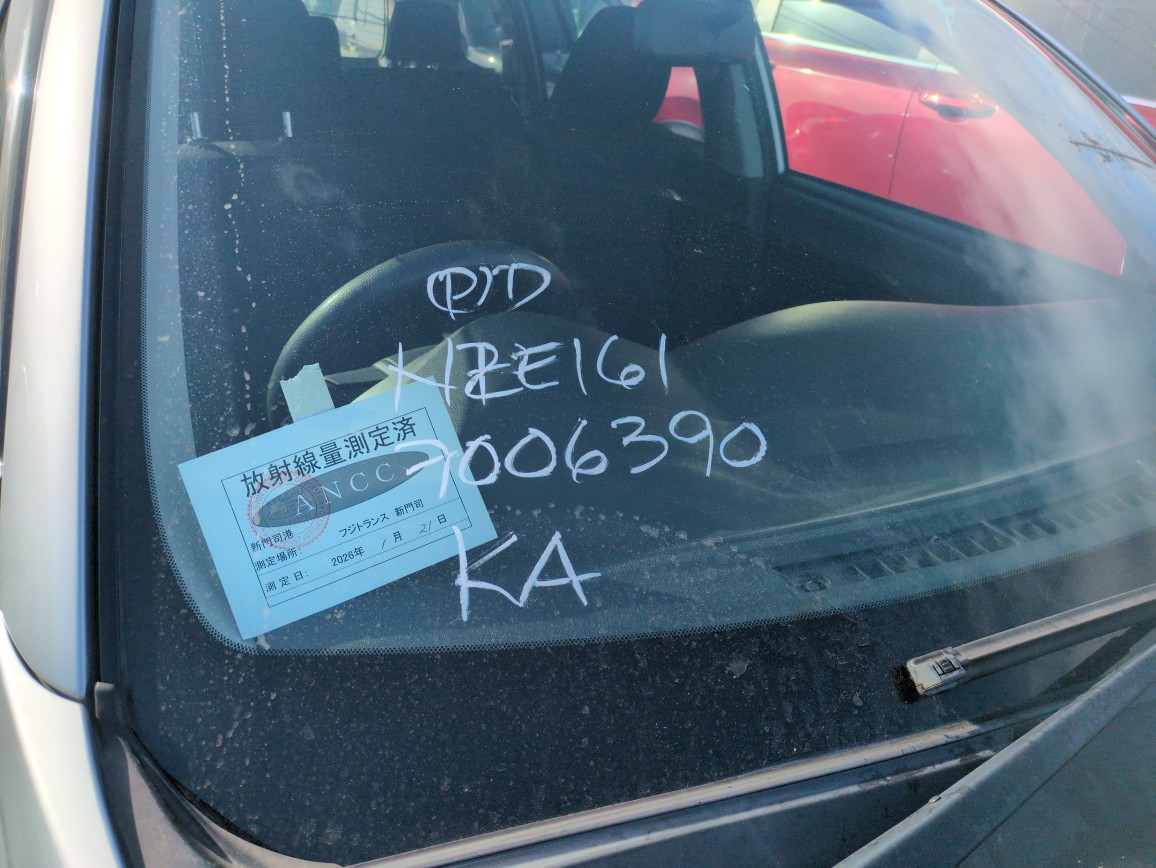 NZE161
7006390
KA
放射線量測定済
ANCC
新門司港
測定場所: フジトランス 新門司
測定日: 2026年 1月 21日